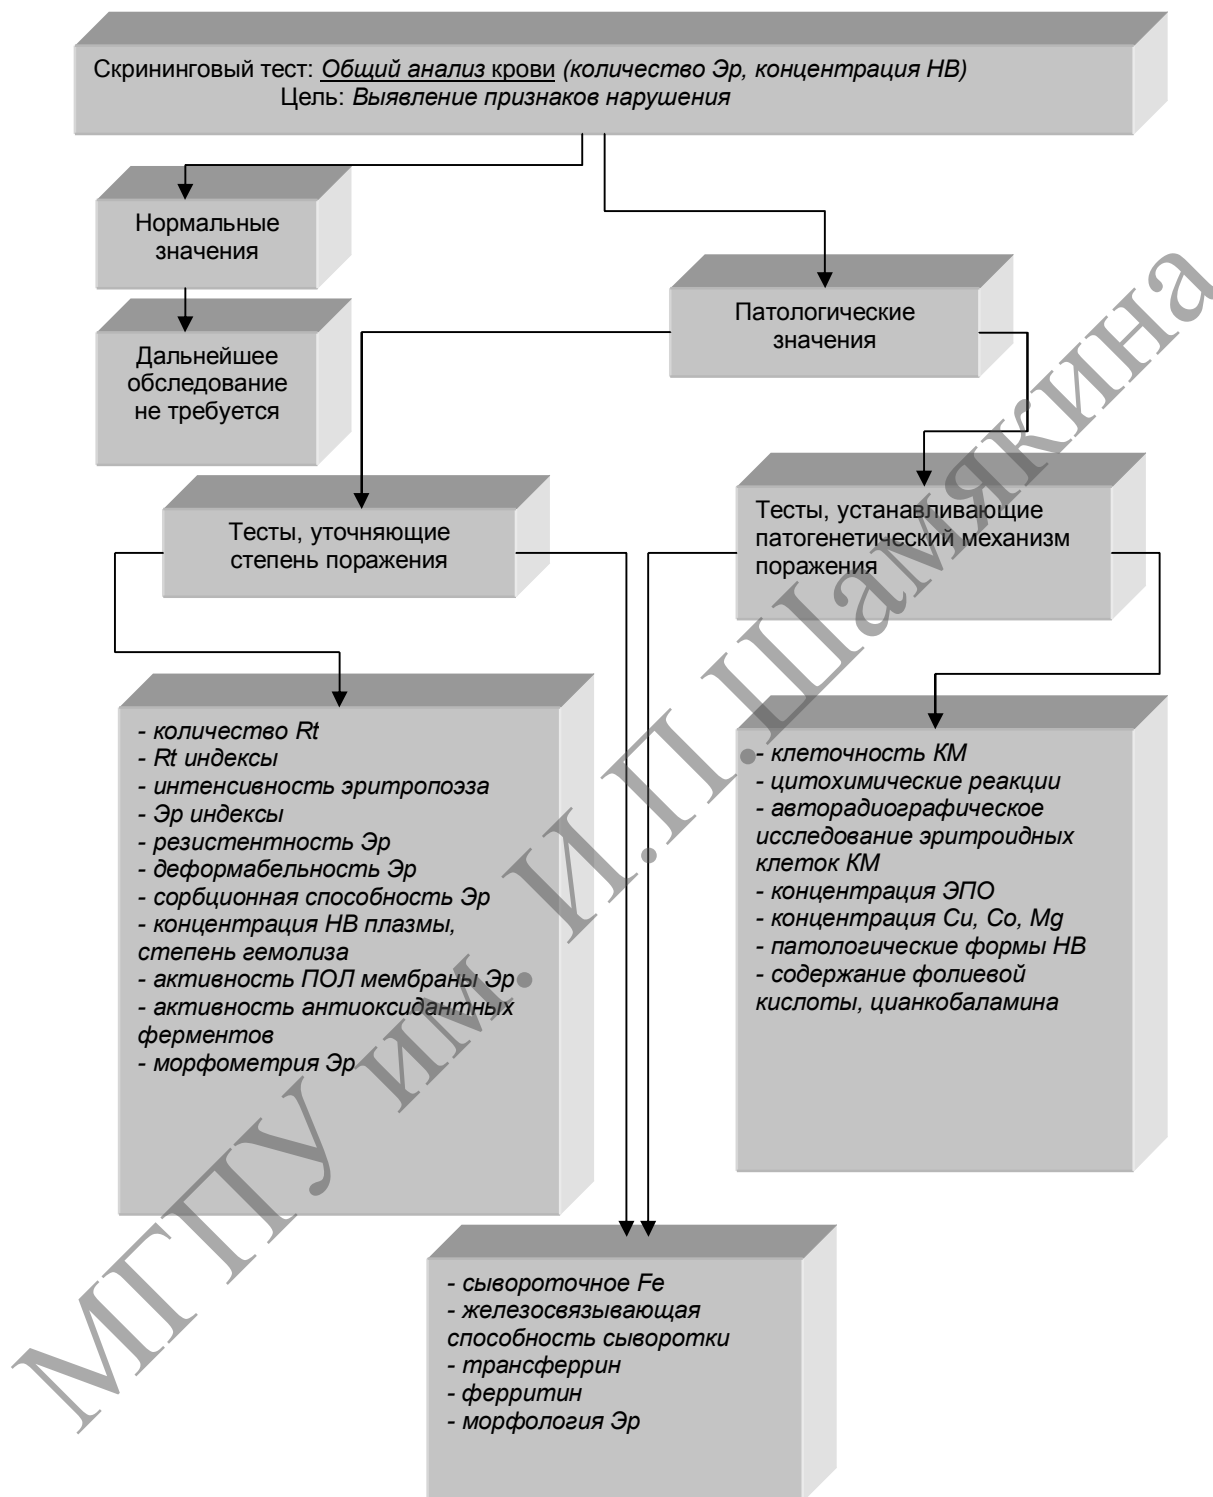 Скрининговый тест: Общий анализ крови (количество Эр, концентрация НВ)
Цель: Выявление признаков нарушения
Нормальные
значения
Дальнейшее
обследование
не требуется
Патологические
значения
Тесты, уточняющие
степень поражения
Тесты, устанавливающие
патогенетический механизм
поражения
- количество Rt
- Rt индексы
- интенсивность эритропоэза
- Эр индексы
- резистентность Эр
- деформабельность Эр
- сорбционная способность Эр
- концентрация НВ плазмы,
степень гемолиза
- активность ПОЛ мембраны Эр
- активность антиоксидантных
ферментов
- морфометрия Эр
- клеточность КМ
- цитохимические реакции
- авторадиографическое
исследование эритроидных
клеток КМ
- концентрация ЭПО
- концентрация Cu, Co, Mg
- патологические формы НВ
- содержание фолиевой
кислоты, цианкобаламина
- сывороточное Fe
- железосвязывающая
способность сыворотки
- трансферрин
- ферритин
- морфология Эр
МГПУ им. И.П.Шамякина